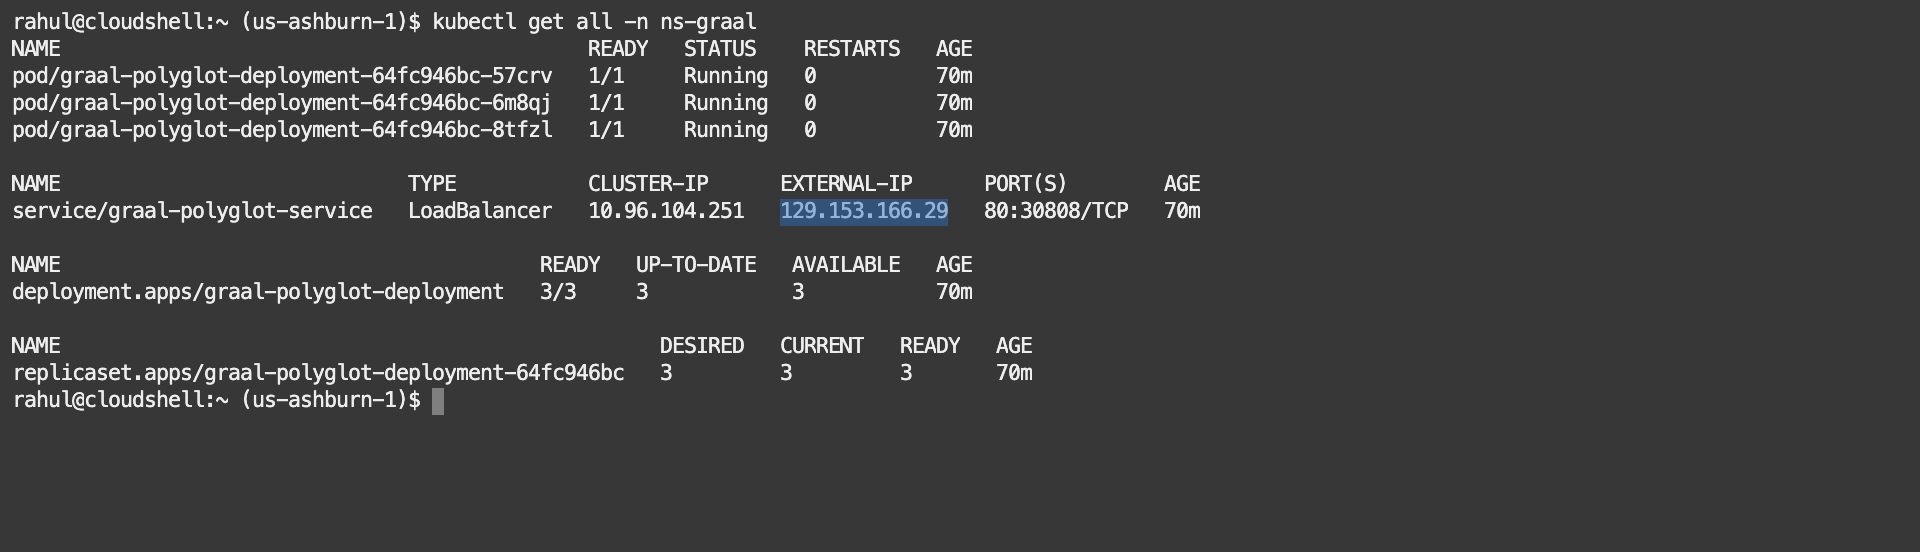 rahul@cloudshell:~ (us-ashburn-1)$ kubectl get all -n ns-graal
NAME                                            READY   STATUS    RESTARTS   AGE
pod/graal-polyglot-deployment-64fc946bc-57crv   1/1     Running   0          70m
pod/graal-polyglot-deployment-64fc946bc-6m8qj   1/1     Running   0          70m
pod/graal-polyglot-deployment-64fc946bc-8tfzl   1/1     Running   0          70m

NAME                             TYPE           CLUSTER-IP      EXTERNAL-IP      PORT(S)        AGE
service/graal-polyglot-service   LoadBalancer   10.96.104.251   129.153.166.29   80:30808/TCP   70m

NAME                                        READY   UP-TO-DATE   AVAILABLE   AGE
deployment.apps/graal-polyglot-deployment   3/3     3            3           70m

NAME                                                  DESIRED   CURRENT   READY   AGE
replicaset.apps/graal-polyglot-deployment-64fc946bc   3         3         3       70m
rahul@cloudshell:~ (us-ashburn-1)$